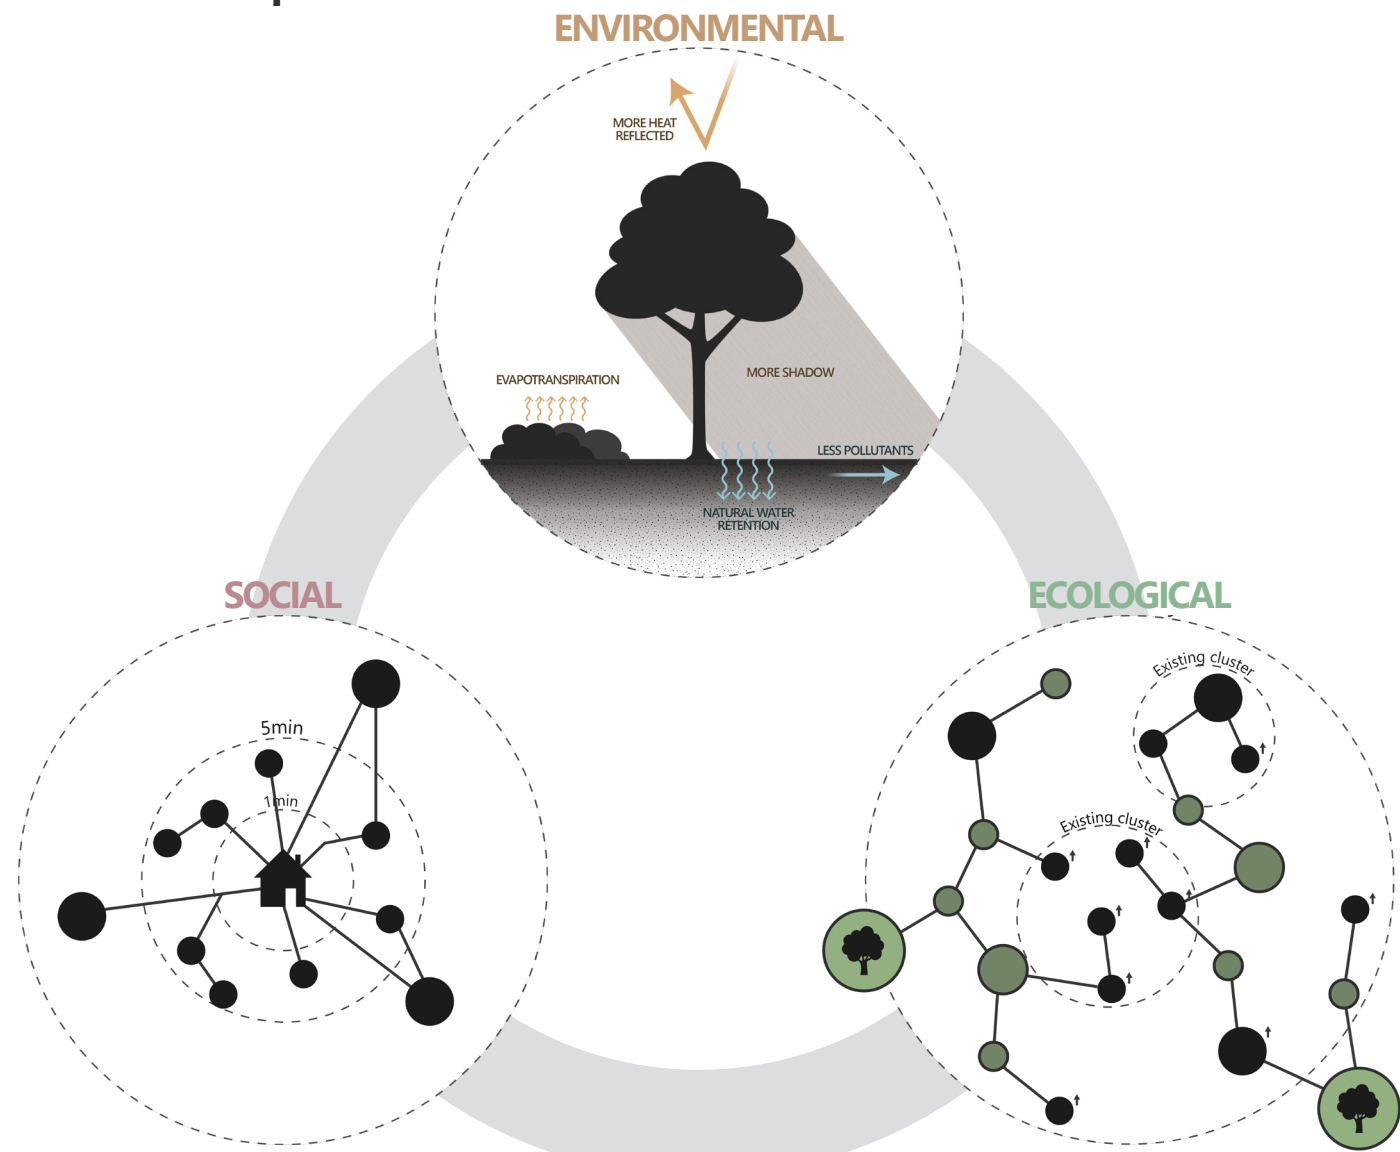 ENVIRONMENTAL
MORE HEAT
REFLECTED
EVAPOTRANSPIRATION
MORE SHADOW
LESS POLLUTANTS
NATURAL WATER
RETENTION
SOCIAL
5min
1min
ECOLOGICAL
Existing cluster
Existing cluster